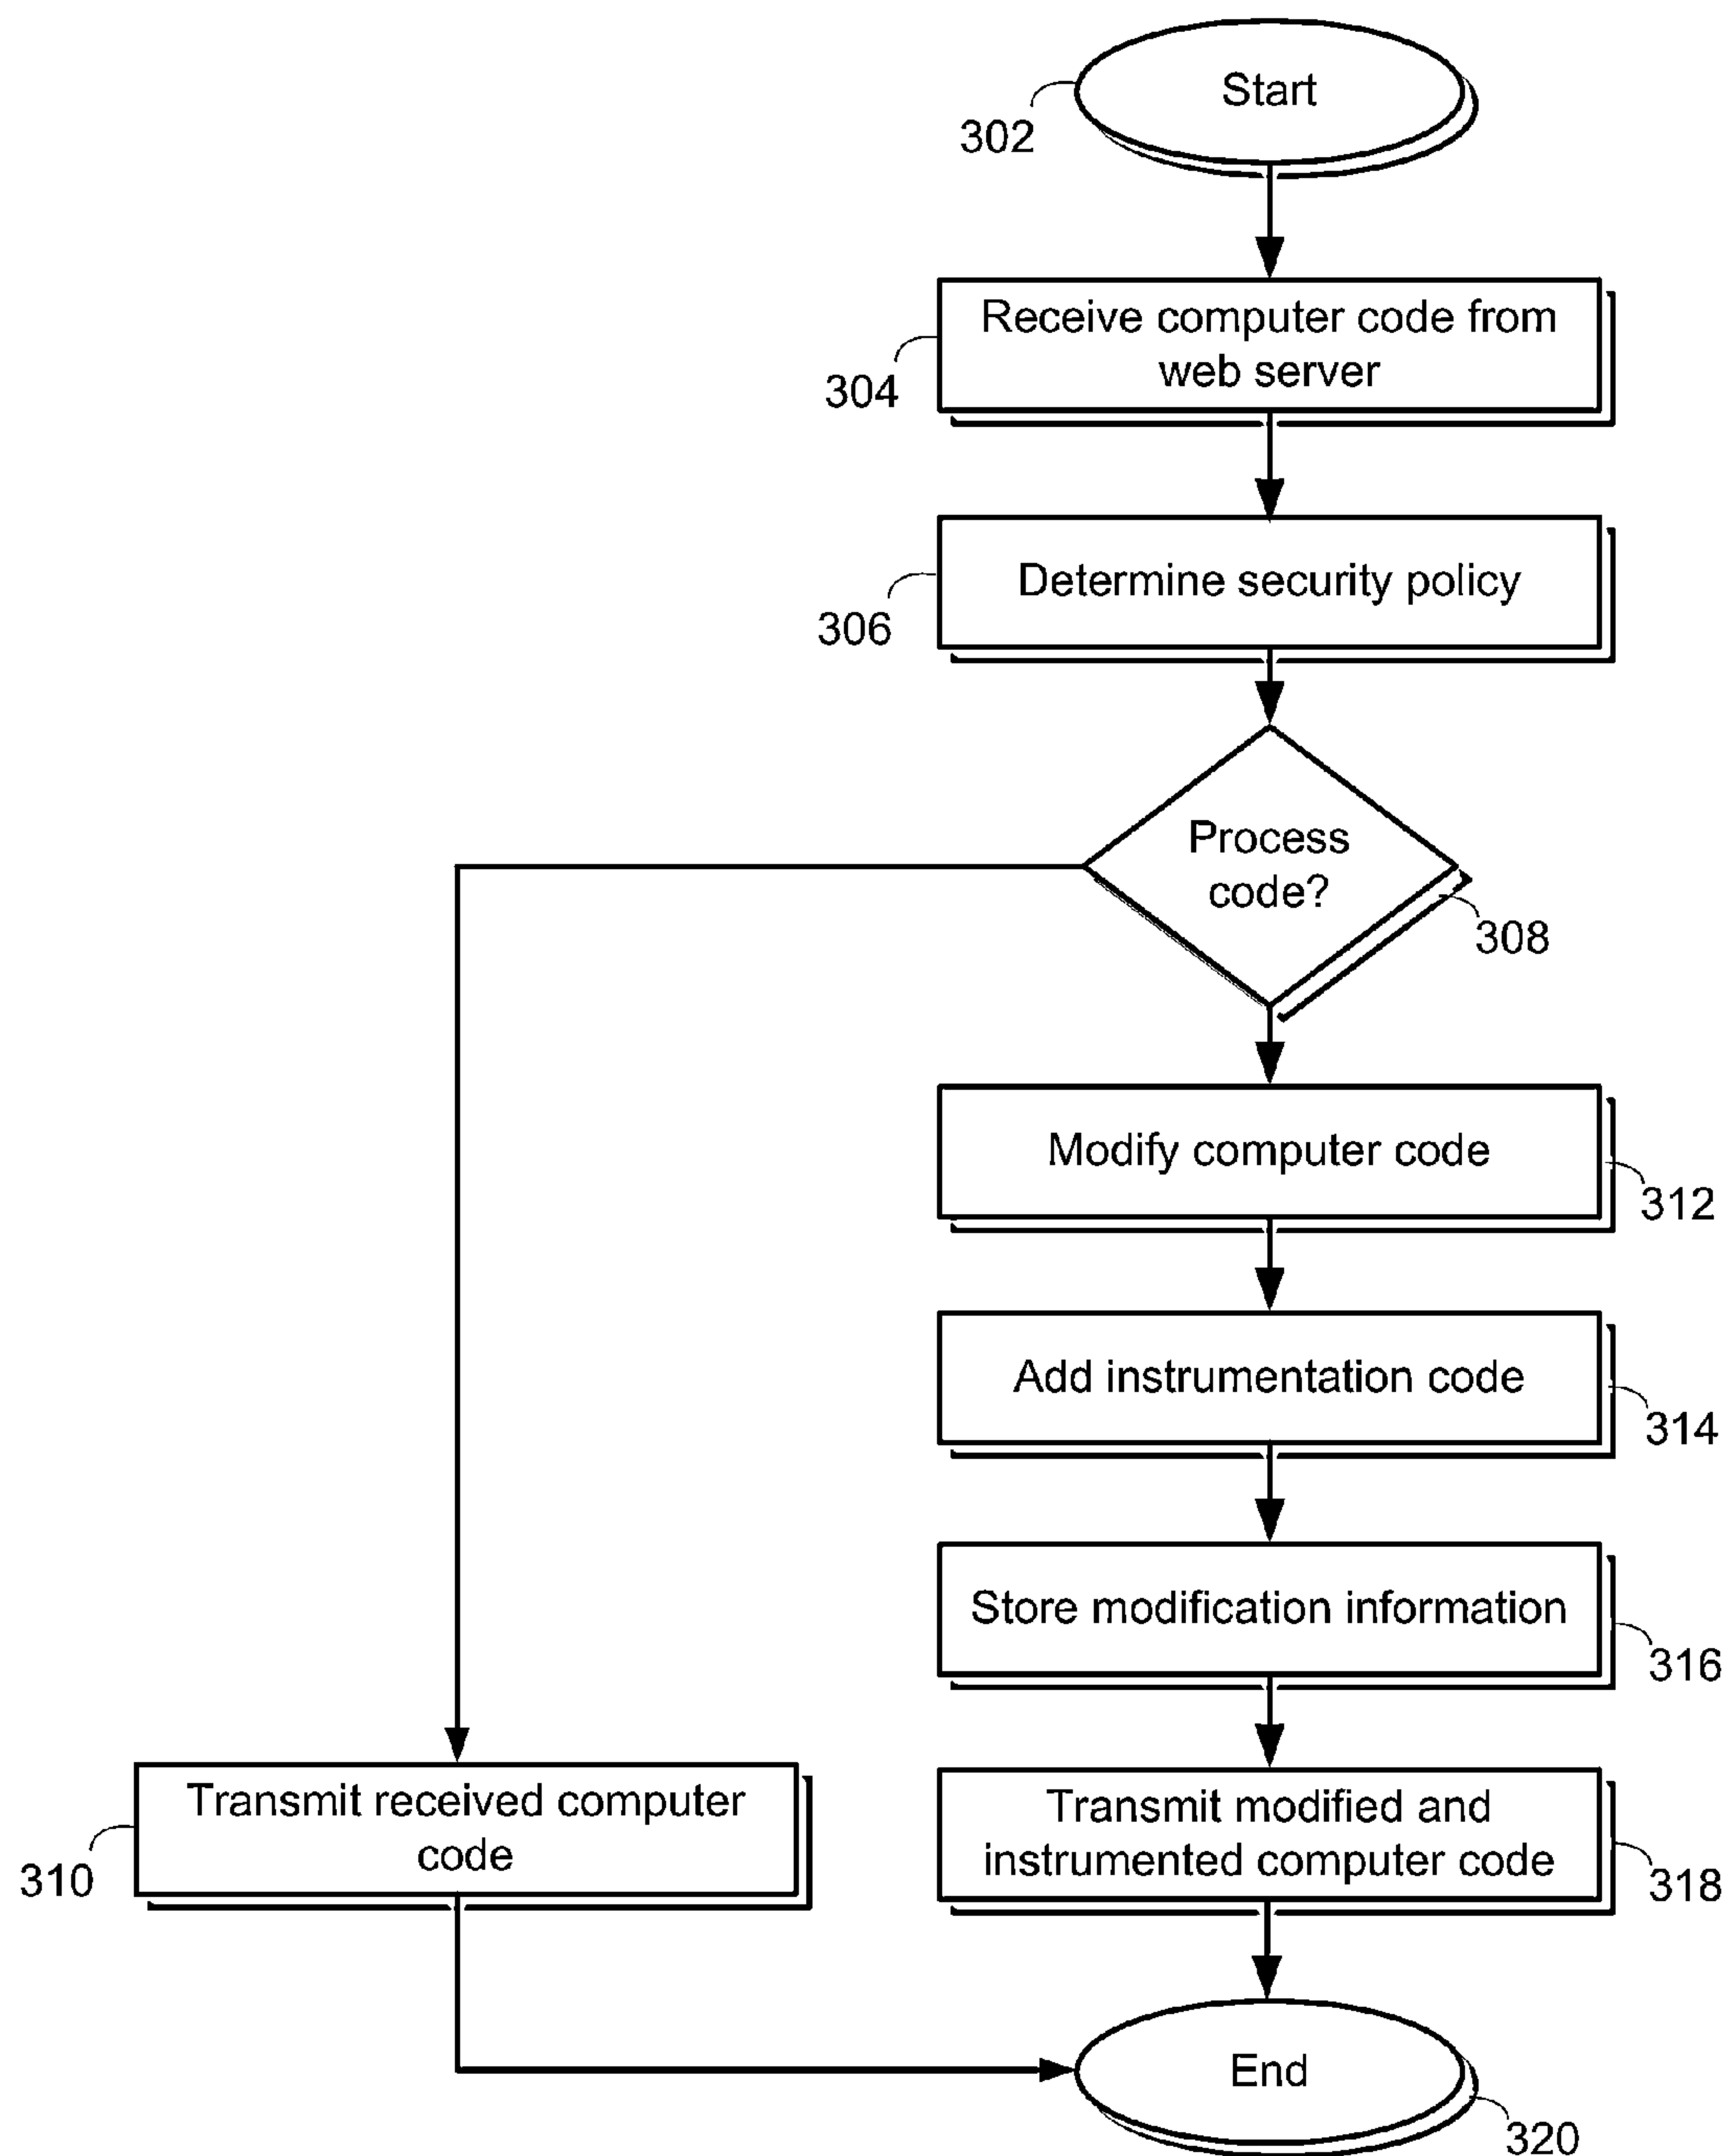 Start
302
Receive computer code from
web server
304
Determine security policy
306
Process
code?
308
Modify computer code
312
Add instrumentation code
314
Store modification information
316
Transmit received computer
code
310
Transmit modified and
instrumented computer code
318
End
320